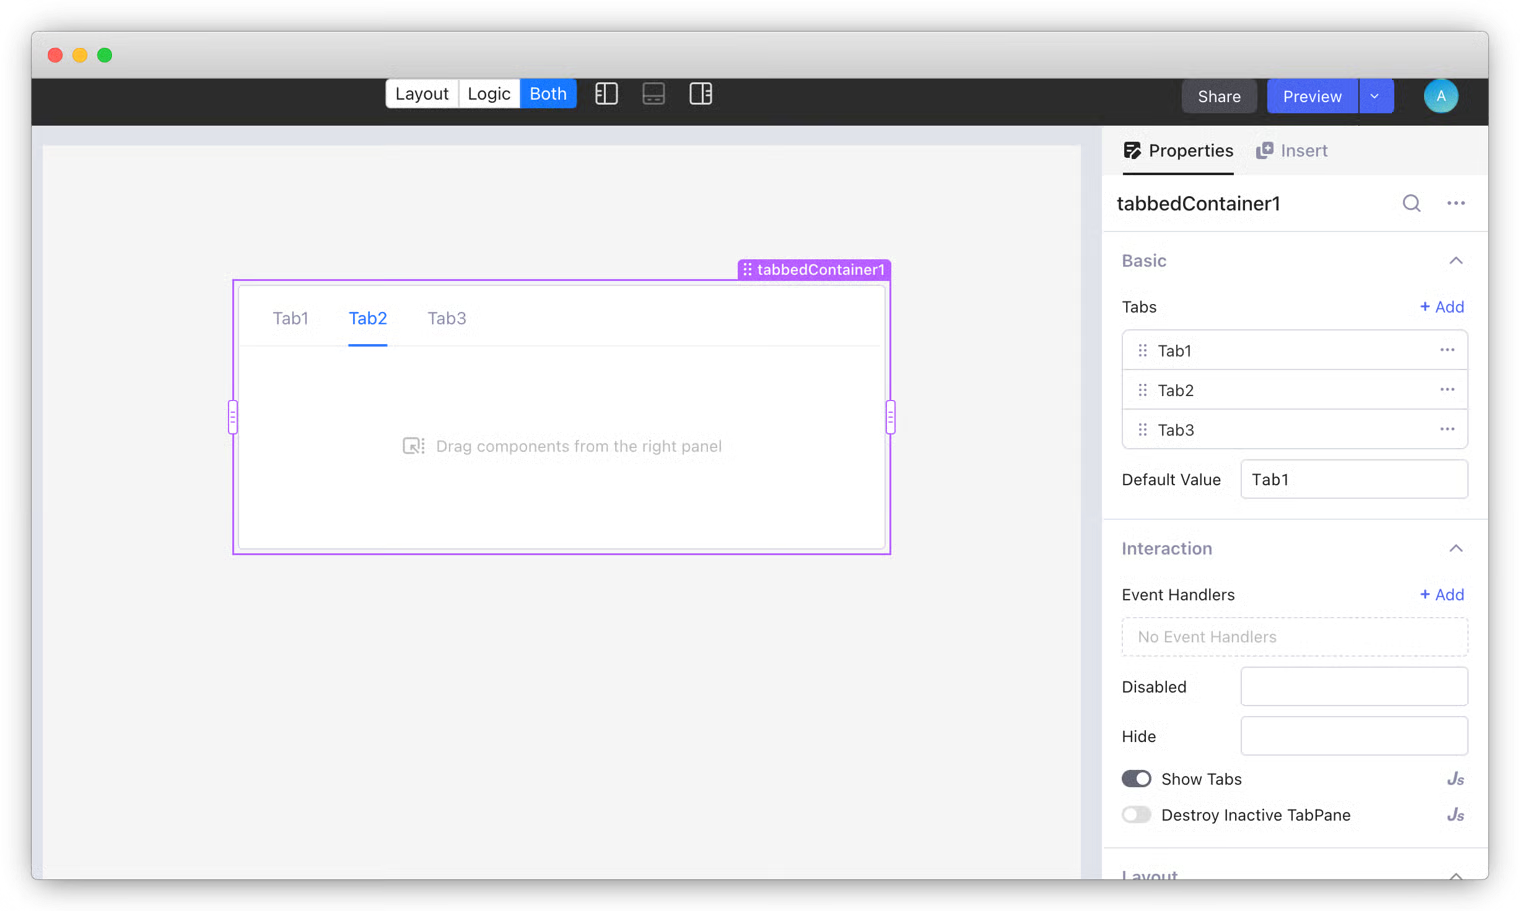 Layout Logic Both
Share Preview A
Properties Insert
tabbedContainer1
Basic
Tabs + Add
Tab1
Tab2
Tab3
Default Value Tab1
Interaction
Event Handlers + Add
No Event Handlers
Disabled
Hide
Show Tabs Js
Destroy Inactive TabPane Js
Layout
tabbedContainer1
Tab1 Tab2 Tab3
Drag components from the right panel